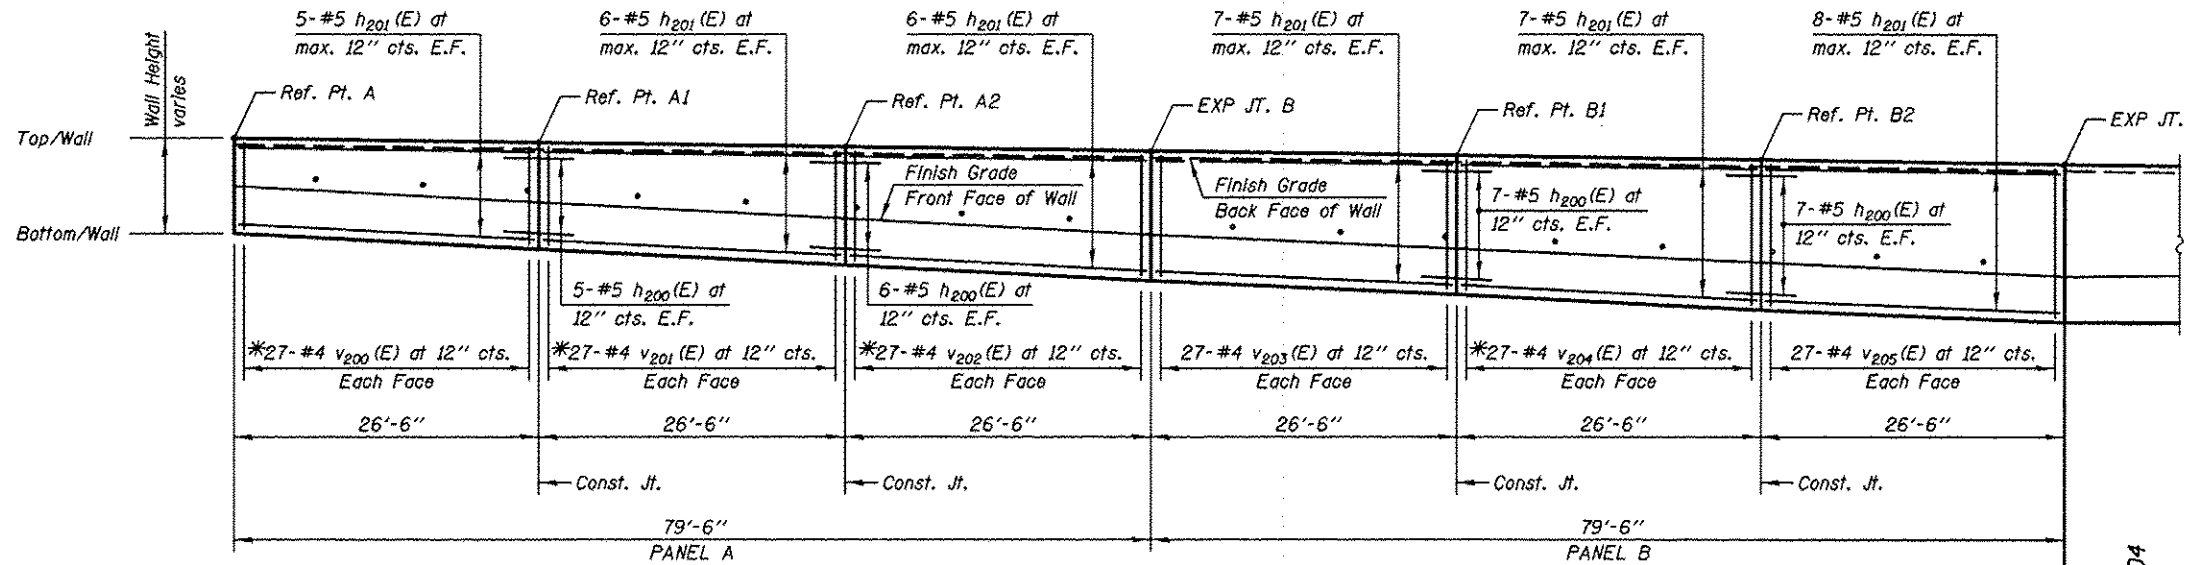 5-#5 h201(E) at
max. 12" cts. E.F.
6-#5 h201(E) at
max. 12" cts. E.F.
6-#5 h201(E) at
max. 12" cts. E.F.
7-#5 h201(E) at
max. 12" cts. E.F.
7-#5 h201(E) at
max. 12" cts. E.F.
8-#5 h201(E) at
max. 12" cts. E.F.
Wall Height
varies
Ref. Pt. A
Ref. Pt. A1
Ref. Pt. A2
EXP JT. B
Ref. Pt. B1
Ref. Pt. B2
EXP JT.
Top/Wall
Finish Grade
Front Face of Wall
Finish Grade
Back Face of Wall
7-#5 h200(E) at
12" cts. E.F.
7-#5 h200(E) at
12" cts. E.F.
Bottom/Wall
5-#5 h200(E) at
12" cts. E.F.
6-#5 h200(E) at
12" cts. E.F.
*27-#4 v200(E) at 12" cts.
Each Face
*27-#4 v201(E) at 12" cts.
Each Face
*27-#4 v202(E) at 12" cts.
Each Face
27-#4 v203(E) at 12" cts.
Each Face
*27-#4 v204(E) at 12" cts.
Each Face
27-#4 v205(E) at 12" cts.
Each Face
26'-6"
26'-6"
26'-6"
26'-6"
26'-6"
26'-6"
Const. Jt.
Const. Jt.
Const. Jt.
Const. Jt.
79'-6"
PANEL A
79'-6"
PANEL B
04